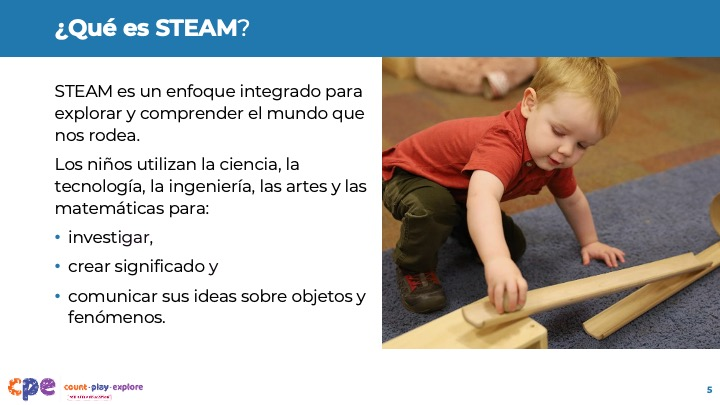 ¿Qué es STEAM?
STEAM es un enfoque integrado para
explorar y comprender el mundo que
nos rodea.
Los niños utilizan la ciencia, la
tecnología, la ingeniería, las artes y las
matemáticas para:
• investigar,
• crear significado y
• comunicar sus ideas sobre objetos y
fenómenos.
cpe count·play·explore
5